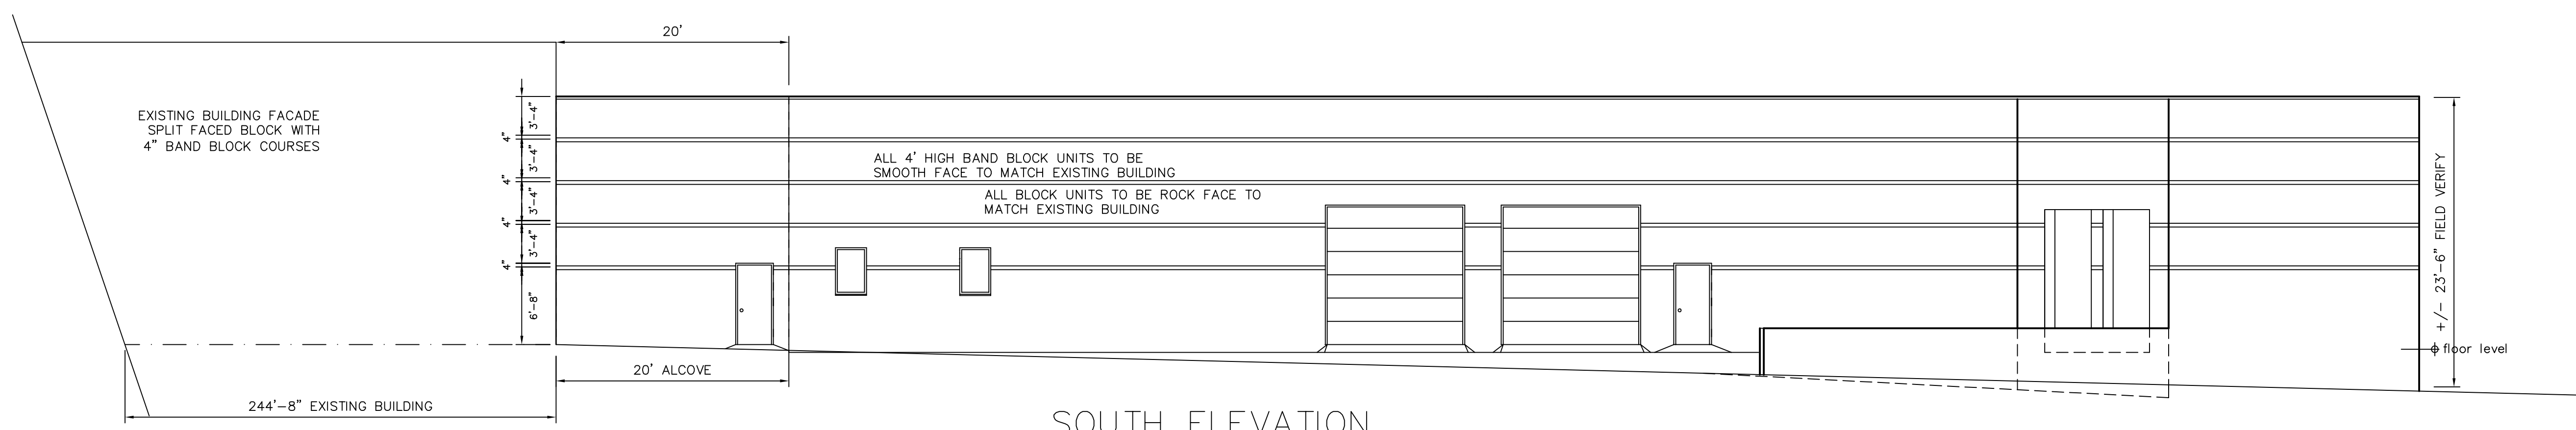 20'
EXISTING BUILDING FACADE
SPLIT FACED BLOCK WITH
4" BAND BLOCK COURSES
3'-4"
4"
3'-4"
4"
3'-4"
4"
3'-4"
4"
6'-8"
ALL 4' HIGH BAND BLOCK UNITS TO BE
SMOOTH FACE TO MATCH EXISTING BUILDING
ALL BLOCK UNITS TO BE ROCK FACE TO
MATCH EXISTING BUILDING
+/- 23'-6" FIELD VERIFY
floor level
20' ALCOVE
244'-8" EXISTING BUILDING
SOUTH ELEVATION